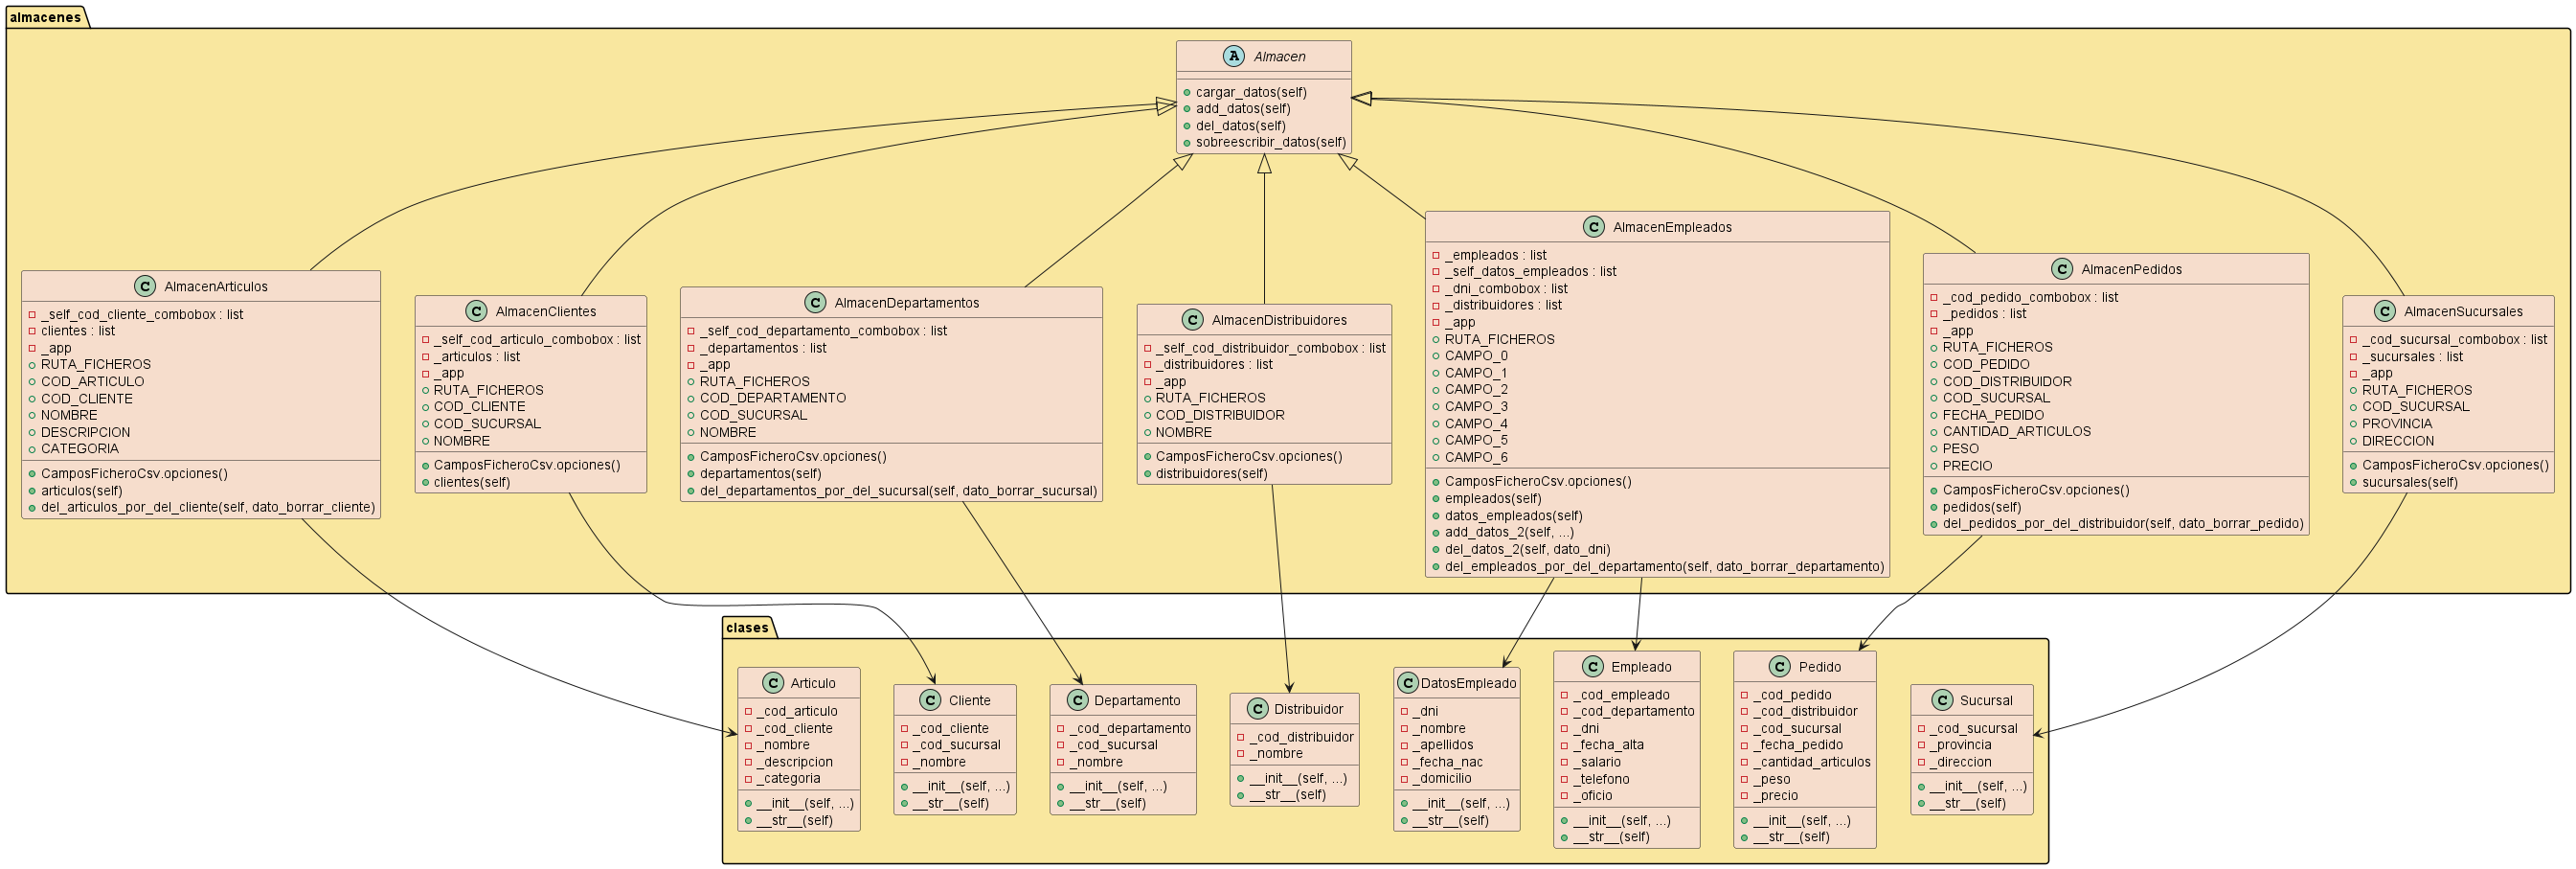 almacenes
A Almacen
cargar_datos(self)
add_datos(self)
del_datos(self)
sobreescribir_datos(self)
C AlmacenArticulos
_self_cod_cliente_combobox : list
clientes : list
_app
RUTA_FICHEROS
COD_ARTICULO
COD_CLIENTE
NOMBRE
DESCRIPCION
CATEGORIA
CamposFicheroCsv.opciones()
articulos(self)
del_articulos_por_del_cliente(self, dato_borrar_cliente)
C AlmacenClientes
_self_cod_articulo_combobox : list
_articulos : list
_app
RUTA_FICHEROS
COD_CLIENTE
COD_SUCURSAL
NOMBRE
CamposFicheroCsv.opciones()
clientes(self)
C AlmacenDepartamentos
_self_cod_departamento_combobox : list
_departamentos : list
_app
RUTA_FICHEROS
COD_DEPARTAMENTO
COD_SUCURSAL
NOMBRE
CamposFicheroCsv.opciones()
departamentos(self)
del_departamentos_por_del_sucursal(self, dato_borrar_sucursal)
C AlmacenDistribuidores
_self_cod_distribuidor_combobox : list
_distribuidores : list
_app
RUTA_FICHEROS
COD_DISTRIBUIDOR
NOMBRE
CamposFicheroCsv.opciones()
distribuidores(self)
C AlmacenEmpleados
_empleados : list
_self_datos_empleados : list
_dni_combobox : list
_distribuidores : list
_app
RUTA_FICHEROS
CAMPO_0
CAMPO_1
CAMPO_2
CAMPO_3
CAMPO_4
CAMPO_5
CAMPO_6
CamposFicheroCsv.opciones()
empleados(self)
datos_empleados(self)
add_datos_2(self, ...)
del_datos_2(self, dato_dni)
del_empleados_por_del_departamento(self, dato_borrar_departamento)
C AlmacenPedidos
_cod_pedido_combobox : list
_pedidos : list
_app
RUTA_FICHEROS
COD_PEDIDO
COD_DISTRIBUIDOR
COD_SUCURSAL
FECHA_PEDIDO
CANTIDAD_ARTICULOS
PESO
PRECIO
CamposFicheroCsv.opciones()
pedidos(self)
del_pedidos_por_del_distribuidor(self, dato_borrar_pedido)
C AlmacenSucursales
_cod_sucursal_combobox : list
_sucursales : list
_app
RUTA_FICHEROS
COD_SUCURSAL
PROVINCIA
DIRECCION
CamposFicheroCsv.opciones()
sucursales(self)
clases
C Articulo
_cod_articulo
_cod_cliente
_nombre
_descripcion
_categoria
__init__(self, ...)
__str__(self)
C Cliente
_cod_cliente
_cod_sucursal
_nombre
__init__(self, ...)
__str__(self)
C Departamento
_cod_departamento
_cod_sucursal
_nombre
__init__(self, ...)
__str__(self)
C Distribuidor
_cod_distribuidor
_nombre
__init__(self, ...)
__str__(self)
C DatosEmpleado
_dni
_nombre
_apellidos
_fecha_nac
_domicilio
__init__(self, ...)
__str__(self)
C Empleado
_cod_empleado
_cod_departamento
_dni
_fecha_alta
_salario
_telefono
_oficio
__init__(self, ...)
__str__(self)
C Pedido
_cod_pedido
_cod_distribuidor
_cod_sucursal
_fecha_pedido
_cantidad_articulos
_peso
_precio
__init__(self, ...)
__str__(self)
C Sucursal
_cod_sucursal
_provincia
_direccion
__init__(self, ...)
__str__(self)